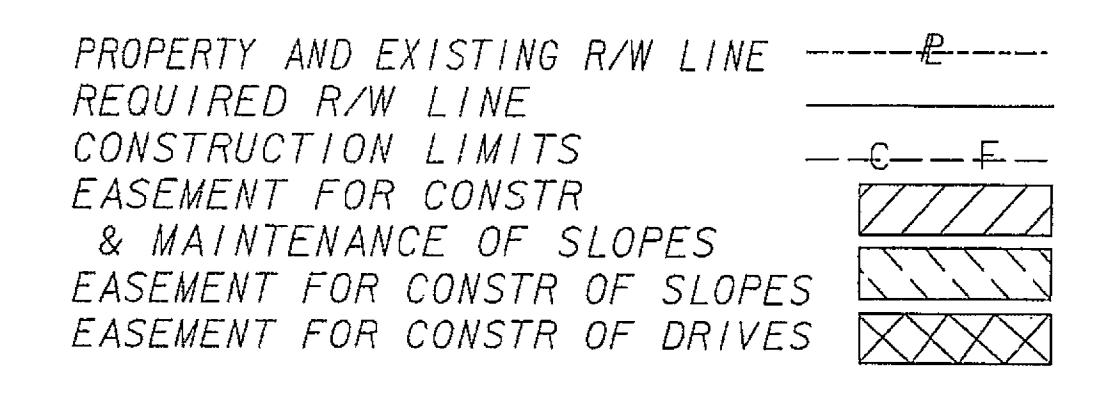 PROPERTY AND EXISTING R/W LINE ℙL
REQUIRED R/W LINE
CONSTRUCTION LIMITS C F
EASEMENT FOR CONSTR
& MAINTENANCE OF SLOPES
EASEMENT FOR CONSTR OF SLOPES
EASEMENT FOR CONSTR OF DRIVES